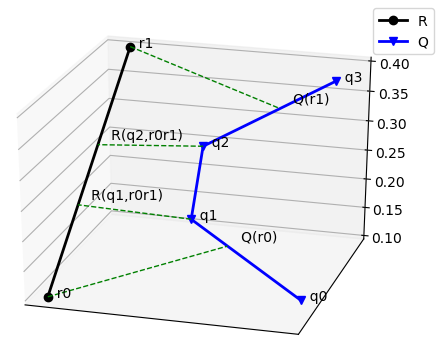 R
Q
r1
q3
Q(r1)
R(q2,r0r1)
q2
R(q1,r0r1)
q1
Q(r0)
r0
q0
0.40
0.35
0.30
0.25
0.20
0.15
0.10